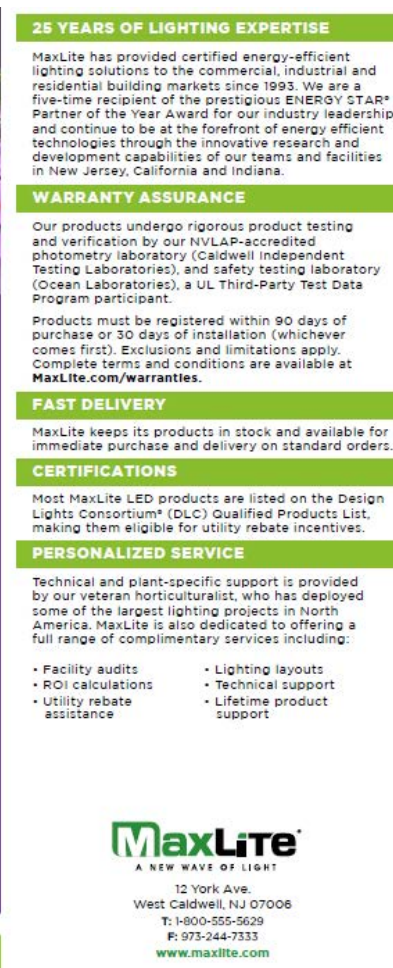 25 YEARS OF LIGHTING EXPERTISE
MaxLite has provided certified energy-efficient
lighting solutions to the commercial, industrial and
residential building markets since 1993. We are a
five-time recipient of the prestigious ENERGY STAR®
Partner of the Year Award for our industry leadership
and continue to be at the forefront of energy efficient
technologies through the innovative research and
development capabilities of our teams and facilities
in New Jersey, California and Indiana.
WARRANTY ASSURANCE
Our products undergo rigorous product testing
and verification by our NVLAP-accredited
photometry laboratory (Caldwell Independent
Testing Laboratories), and safety testing laboratory
(Ocean Laboratories), a UL Third-Party Test Data
Program participant.
Products must be registered within 90 days of
purchase or 30 days of installation (whichever
comes first). Exclusions and limitations apply.
Complete terms and conditions are available at
MaxLite.com/warranties.
FAST DELIVERY
MaxLite keeps its products in stock and available for
immediate purchase and delivery on standard orders.
CERTIFICATIONS
Most MaxLite LED products are listed on the Design
Lights Consortium® (DLC) Qualified Products List,
making them eligible for utility rebate incentives.
PERSONALIZED SERVICE
Technical and plant-specific support is provided
by our veteran horticulturalist, who has deployed
some of the largest lighting projects in North
America. MaxLite is also dedicated to offering a
full range of complimentary services including:
• Facility audits
• ROI calculations
• Utility rebate
assistance
• Lighting layouts
• Technical support
• Lifetime product
support
MAXLITE®
A NEW WAVE OF LIGHT
12 York Ave.
West Caldwell, NJ 07006
T: 1-800-555-5629
F: 973-244-7333
www.maxlite.com